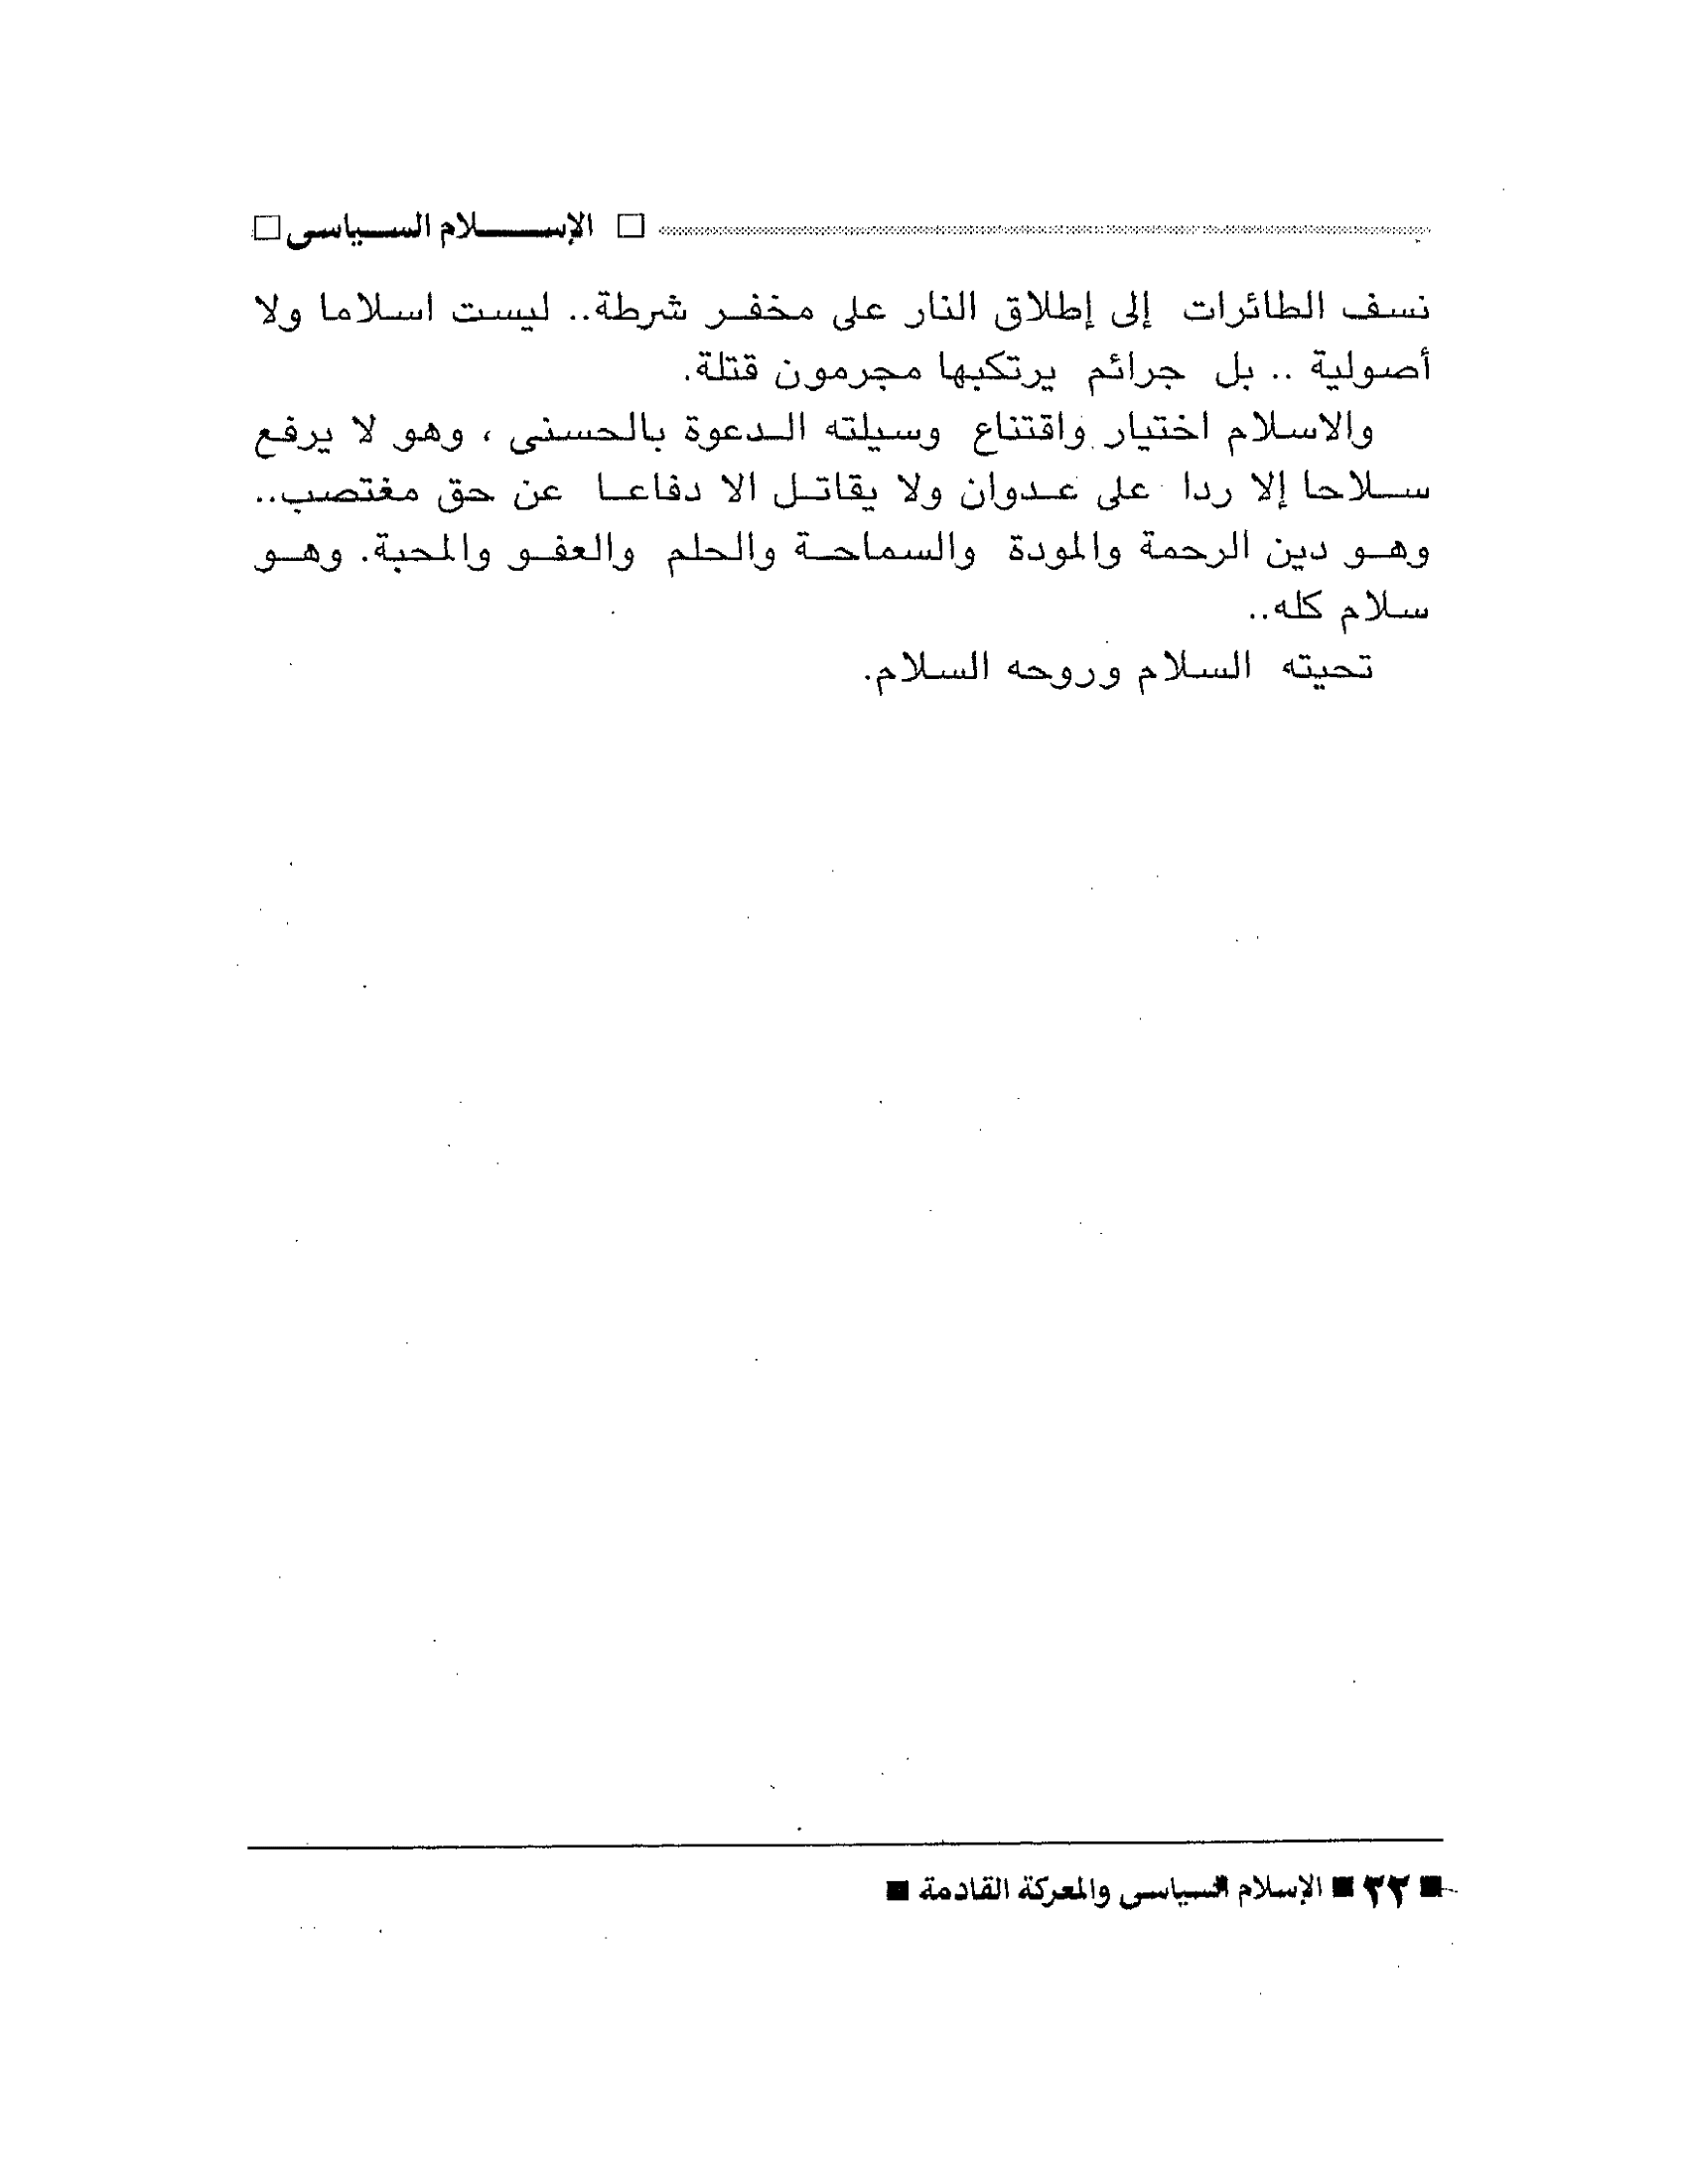 □ الإسلام السياسى □
نسف الطائرات إلى إطلاق النار على مخفر شرطة.. ليست اسلاما ولا
أصولية .. بل جرائم يرتكبها مجرمون قتلة.
والاسلام اختيار واقتناع وسيلته الدعوة بالحسنى ، وهو لا يرفع
سلاحا إلا ردا على عدوان ولا يقاتل الا دفاعا عن حق مغتصب..
وهو دين الرحمة والمودة والسماحة والحلم والعفو والمحبة. وهو
سلام كله..
تحيته السلام وروحه السلام.
■ ٣٢ ■ الإسلام السياسى والمعركة القادمة ■